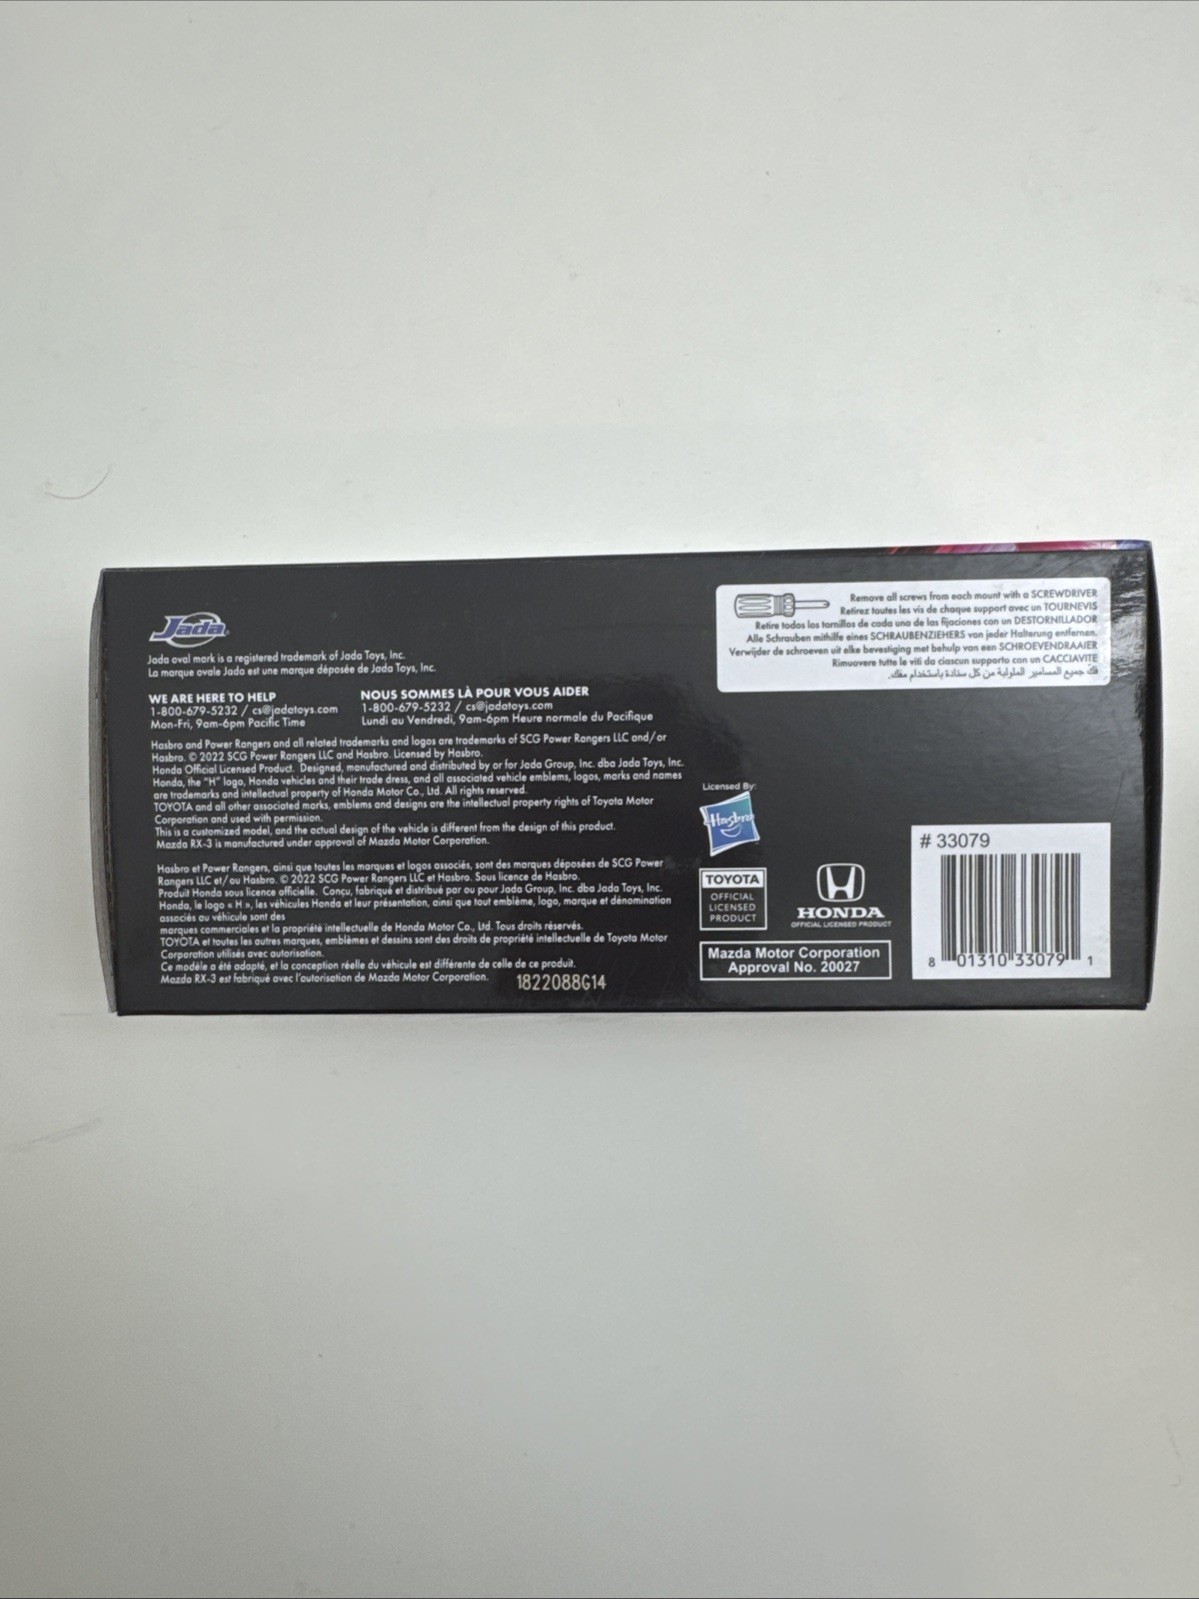 Jada
Jada oval mark is a registered trademark of Jada Toys, Inc.
La marque ovale Jada est une marque déposée de Jada Toys, Inc.
WE ARE HERE TO HELP
1-800-679-5232 / cs@jadatoys.com
Mon-Fri, 9am-6pm Pacific Time
NOUS SOMMES LÀ POUR VOUS AIDER
1-800-679-5232 / cs@jadatoys.com
Lundi au Vendredi, 9am-6pm Heure normale du Pacifique
Hasbro and Power Rangers and all related trademarks and logos are trademarks of SCG Power Rangers LLC and/or
Hasbro. © 2022 SCG Power Rangers LLC and Hasbro. Licensed by Hasbro.
Honda Official Licensed Product. Designed, manufactured and distributed by or for Jada Group, Inc. dba Jada Toys, Inc.
Honda, the "H" logo, Honda vehicles and their trade dress, and all associated vehicle emblems, logos, marks and names
are trademarks and intellectual property of Honda Motor Co., Ltd. All rights reserved.
TOYOTA and all other associated marks, emblems and designs are the intellectual property rights of Toyota Motor
Corporation and used with permission.
This is a customized model, and the actual design of the vehicle is different from the design of this product.
Mazda RX-3 is manufactured under approval of Mazda Motor Corporation.
Hasbro et Power Rangers, ainsi que toutes les marques et logos associés, sont des marques déposées de SCG Power
Rangers LLC et/ou Hasbro. © 2022 SCG Power Rangers LLC et Hasbro. Sous licence de Hasbro.
Produit Honda sous licence officielle. Conçu, fabriqué et distribué par ou pour Jada Group, Inc. dba Jada Toys, Inc.
Honda, le logo « H », les véhicules Honda et leur présentation, ainsi que tout emblème, logo, marque et dénomination
associés au véhicule sont des
marques commerciales et la propriété intellectuelle de Honda Motor Co., Ltd. Tous droits réservés.
TOYOTA et toutes les autres marques, emblèmes et dessins sont des droits de propriété intellectuelle de Toyota Motor
Corporation utilisés avec autorisation.
Ce modèle a été adapté, et la conception réelle du véhicule est différente de celle de ce produit.
Mazda RX-3 est fabriqué avec l'autorisation de Mazda Motor Corporation.
1822088G14
Remove all screws from each mount with a SCREWDRIVER
Retirez toutes les vis de chaque support avec un TOURNEVIS
Retire todos los tornillos de cada una de las fijaciones con un DESTORNILLADOR
Alle Schrauben mithilfe eines SCHRAUBENZIEHERS von jeder Halterung entfernen.
Verwijder de schroeven uit elke bevestiging met behulp van een SCHROEVENDRAAIER
Rimuovere tutte le viti da ciascun supporto con un CACCIAVITE
فك جميع المسامير الملولبة من كل سنادة باستخدام مفك.
Licensed By:
Hasbro
TOYOTA
OFFICIAL
LICENSED
PRODUCT
HONDA
OFFICIAL LICENSED PRODUCT
Mazda Motor Corporation
Approval No. 20027
# 33079
8 01310 33079 1